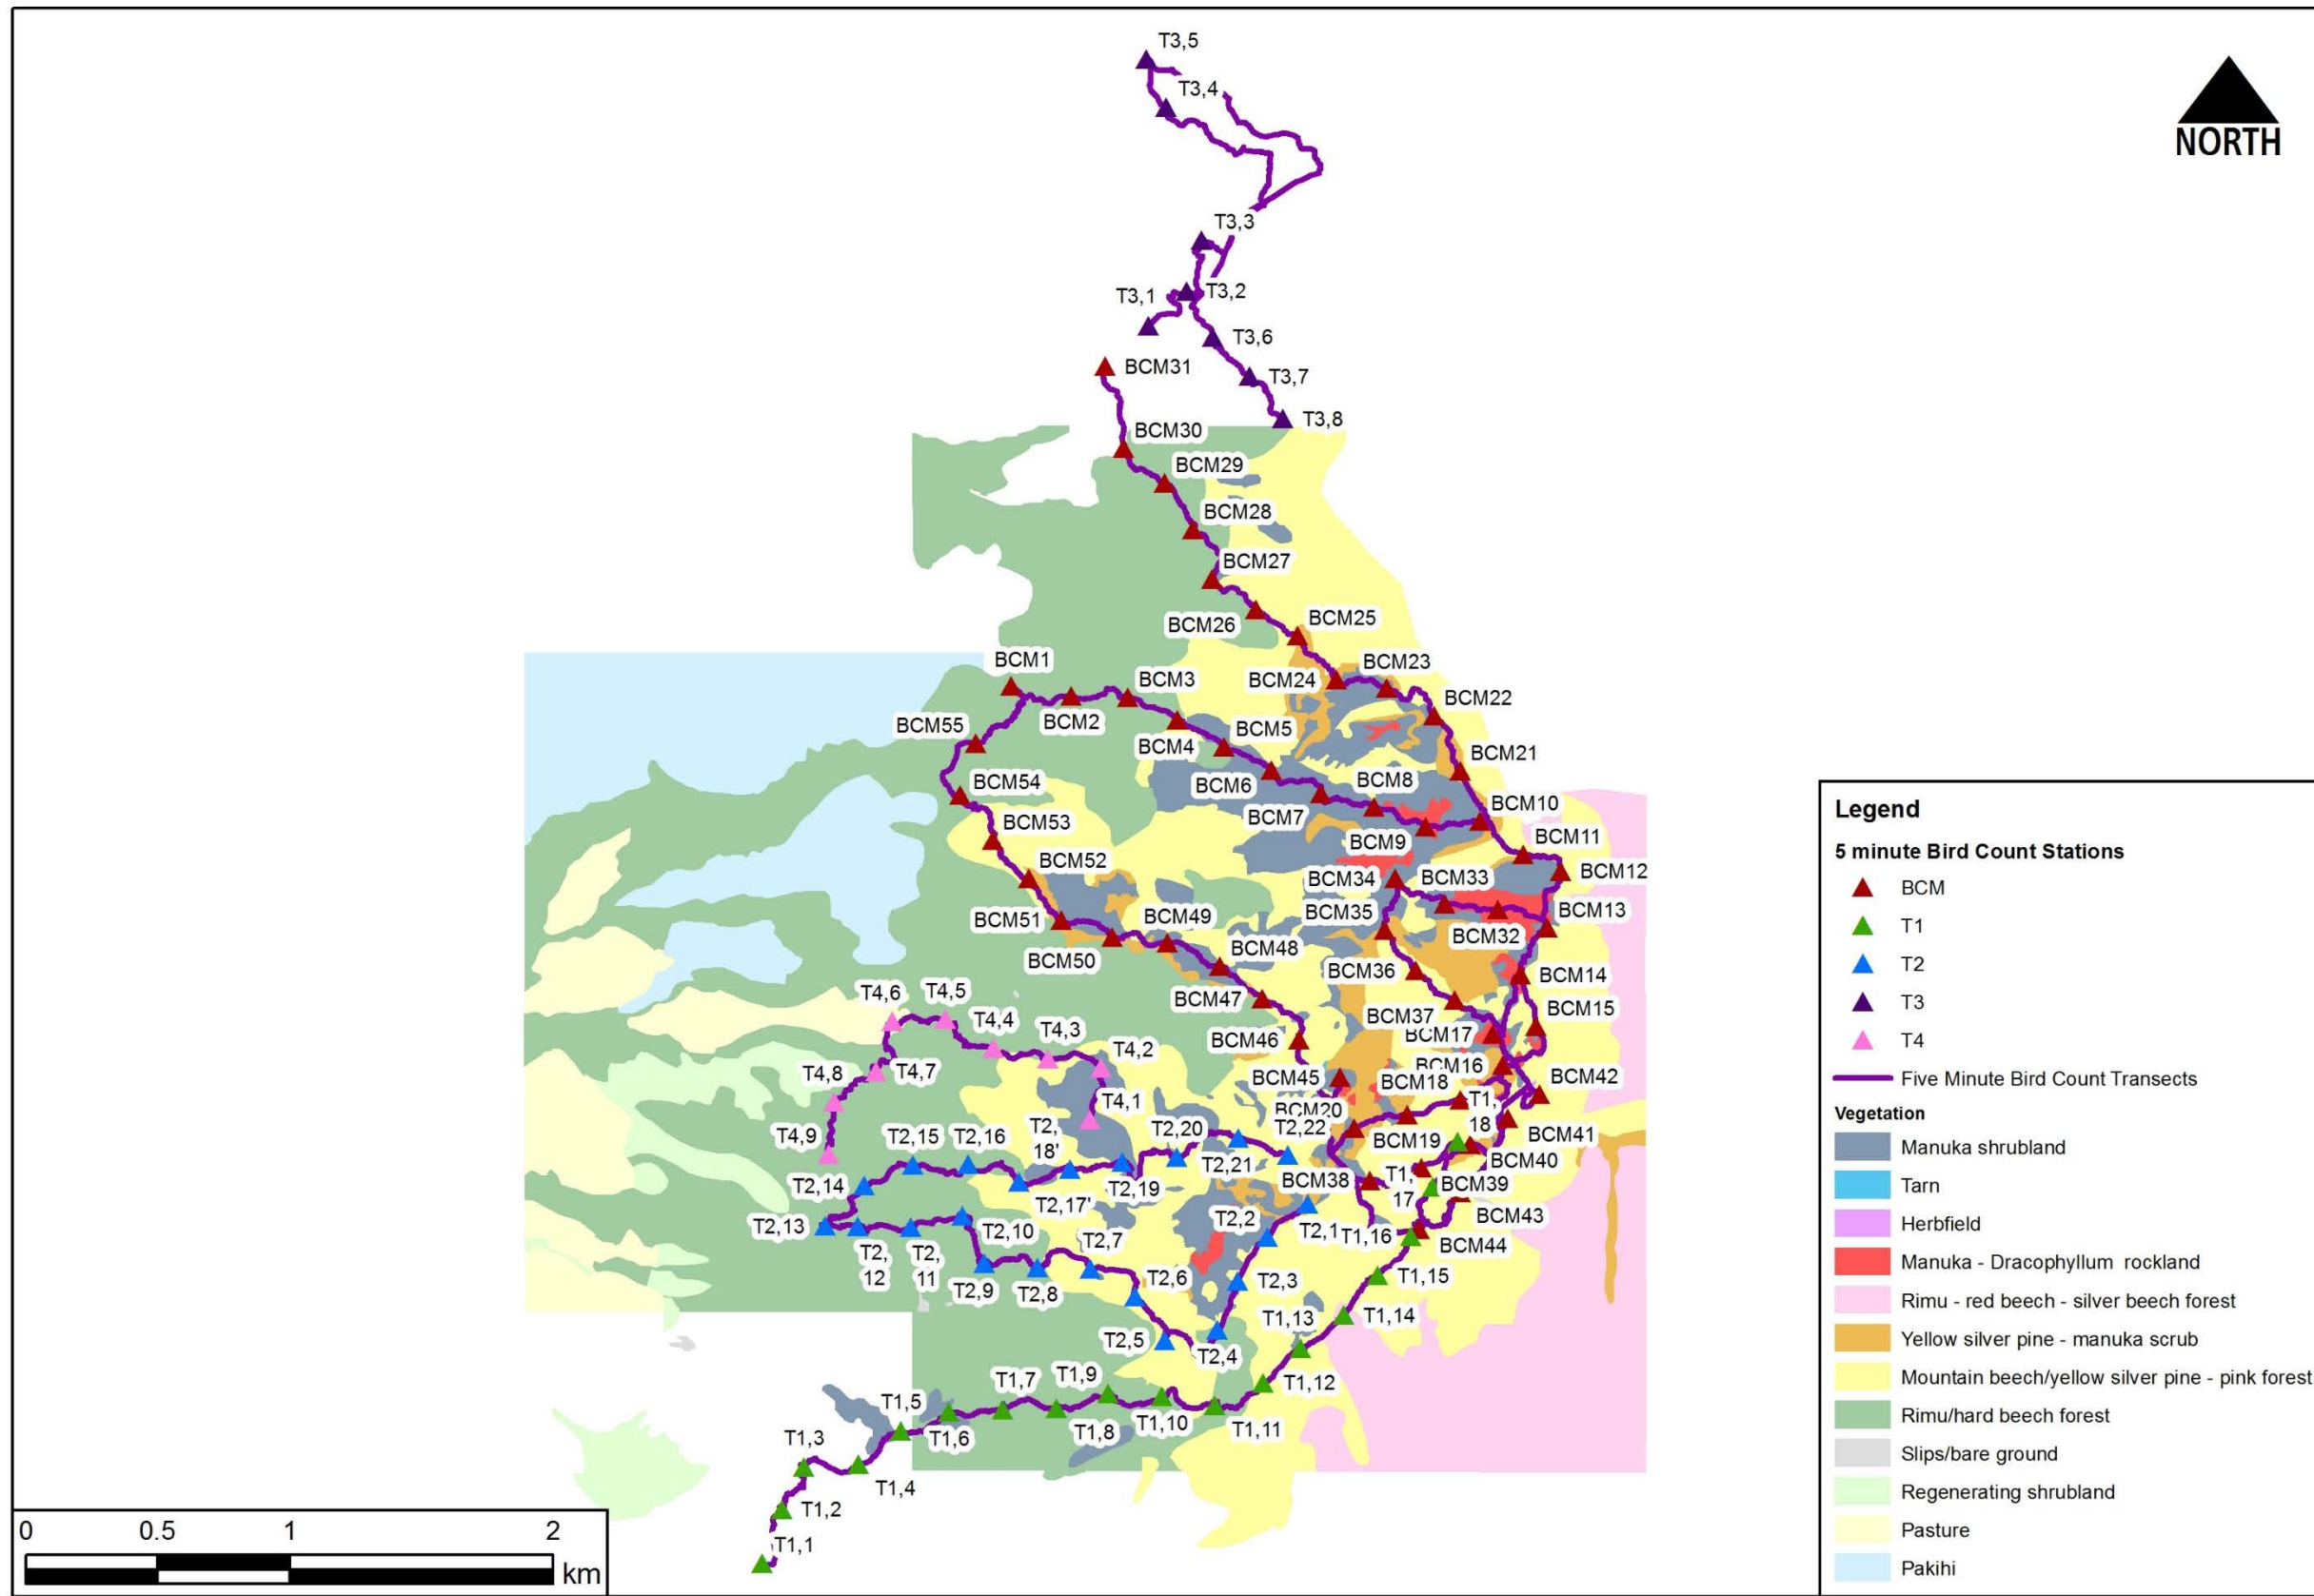 T3,5
T3,4
NORTH
T3,3
T3,1
T3,2
T3,6
BCM31
T3,7
T3,8
BCM30
BCM29
BCM28
BCM27
BCM25
BCM26
BCM1
BCM23
BCM3
BCM24
BCM22
BCM55
BCM2
BCM5
BCM4
BCM21
BCM54
BCM6
BCM8
BCM10
BCM7
BCM53
BCM11
BCM9
BCM52
BCM12
BCM34
BCM33
BCM35
BCM13
BCM51
BCM49
BCM32
BCM48
BCM50
BCM36
BCM14
T4,6
T4,5
BCM47
BCM15
T4,4
T4,3
BCM37
BCM17
BCM46
T4,2
BCM16
T4,8
T4,7
BCM45
BCM18
BCM42
T4,1
BCM20
T1,
18
T4,9
T2,15
T2,16
T2,
18'
T2,20
T2,22
BCM19
BCM41
T2,21
BCM40
T2,14
T2,19
BCM38
T1,
17
BCM39
T2,17'
T2,13
T2,10
T2,2
BCM43
T2,
12
T2,
11
T2,7
T2,1
T1,16
BCM44
T2,9
T2,8
T2,6
T2,3
T1,15
T1,13
T1,14
T2,5
T2,4
T1,7
T1,9
T1,12
T1,5
T1,6
T1,8
T1,10
T1,11
T1,3
T1,4
T1,2
T1,1
0 0.5 1 2
km
Legend
5 minute Bird Count Stations
BCM
T1
T2
T3
T4
Five Minute Bird Count Transects
Vegetation
Manuka shrubland
Tarn
Herbfield
Manuka - Dracophyllum rockland
Rimu - red beech - silver beech forest
Yellow silver pine - manuka scrub
Mountain beech/yellow silver pine - pink forest
Rimu/hard beech forest
Slips/bare ground
Regenerating shrubland
Pasture
Pakihi